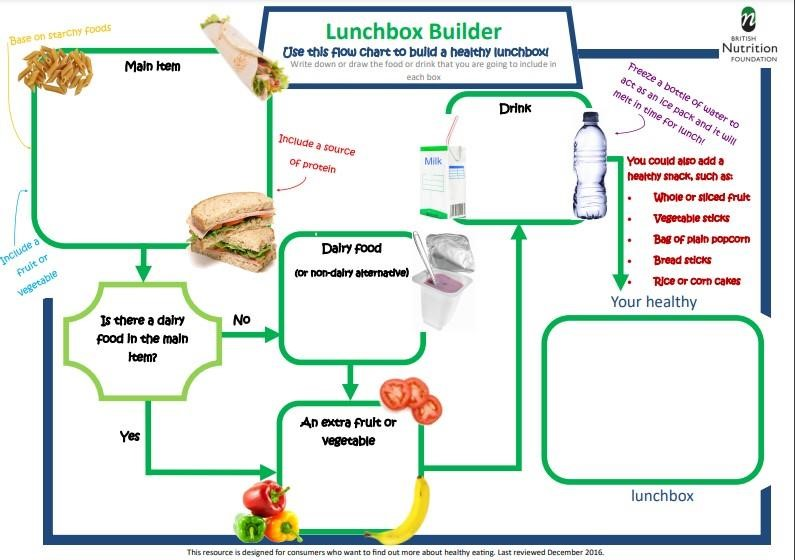 Lunchbox Builder
Use this flow chart to build a healthy lunchbox!
Write down or draw the food or drink that you are going to include in
each box
BRITISH
Nutrition
FOUNDATION
Base on starchy foods
Main item
Include a source
of protein
Include a
fruit or
vegetable
Is there a dairy
food in the main
item?
No
Yes
Dairy food
(or non-dairy alternative)
An extra fruit or
vegetable
Drink
Milk
Freeze a bottle of water to
act as an ice pack and it will
melt in time for lunch!
You could also add a
healthy snack, such as:
• Whole or sliced fruit
• Vegetable sticks
• Bag of plain popcorn
• Bread sticks
• Rice or corn cakes
Your healthy
lunchbox
This resource is designed for consumers who want to find out more about healthy eating. Last reviewed December 2016.